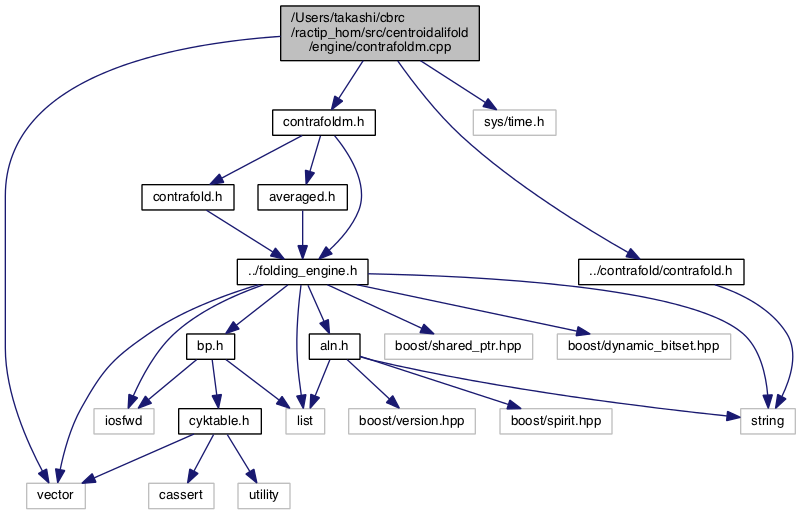 /Users/takashi/cbrc
/ractip_hom/src/centroidalifold
/engine/contrafoldm.cpp
contrafoldm.h
sys/time.h
contrafold.h
averaged.h
../folding_engine.h
../contrafold/contrafold.h
bp.h
aln.h
boost/shared_ptr.hpp
boost/dynamic_bitset.hpp
iosfwd
cyktable.h
list
boost/version.hpp
boost/spirit.hpp
string
vector
cassert
utility